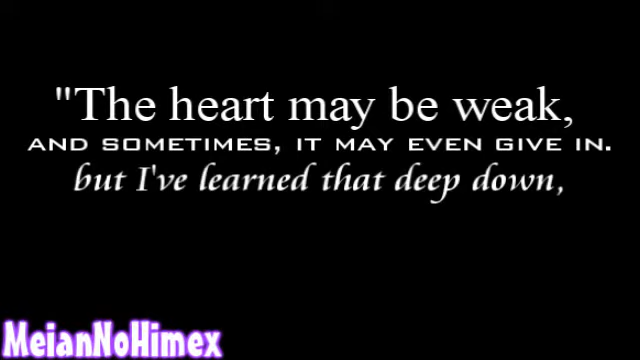 "The heart may be weak,
AND SOMETIMES, IT MAY EVEN GIVE IN.
but I've learned that deep down,
MeianNoHimex